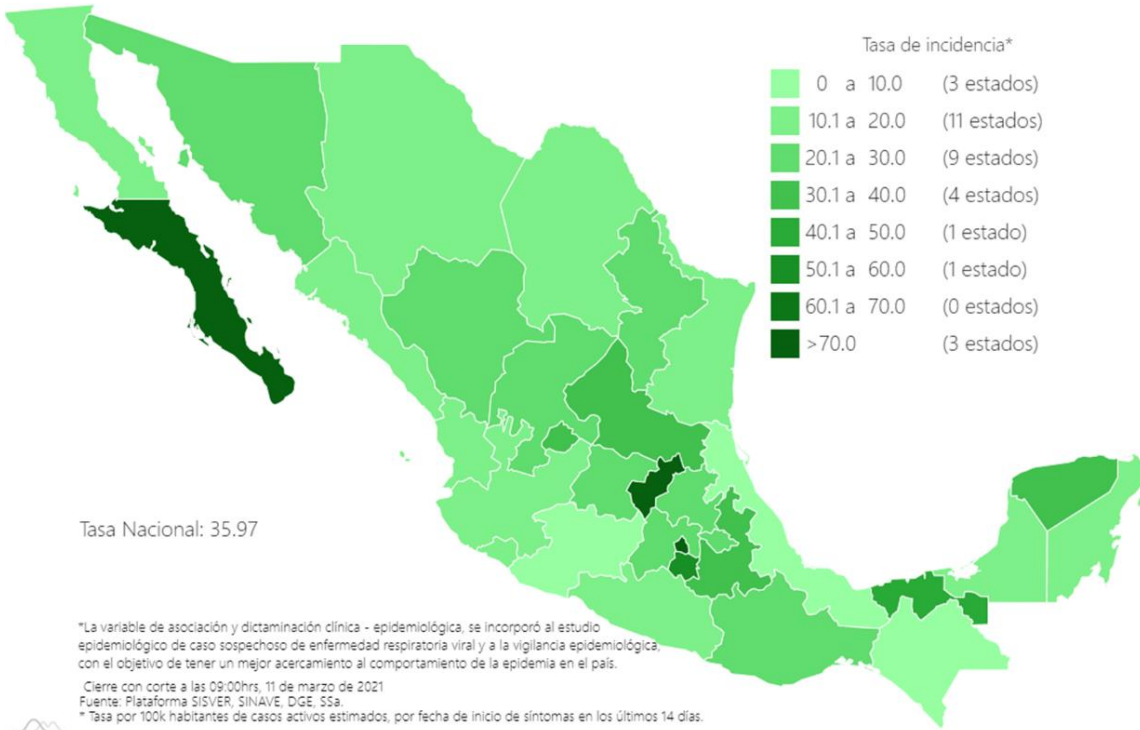 Tasa de incidencia*
0 a 10.0 (3 estados)
10.1 a 20.0 (11 estados)
20.1 a 30.0 (9 estados)
30.1 a 40.0 (4 estados)
40.1 a 50.0 (1 estado)
50.1 a 60.0 (1 estado)
60.1 a 70.0 (0 estados)
>70.0 (3 estados)
Tasa Nacional: 35.97
*La variable de asociación y dictaminación clínica - epidemiológica, se incorporó al estudio
epidemiológico de caso sospechoso de enfermedad respiratoria viral y a la vigilancia epidemiológica,
con el objetivo de tener un mejor acercamiento al comportamiento de la epidemia en el país.
Cierre con corte a las 09:00hrs, 11 de marzo de 2021
Fuente: Plataforma SISVER, SINAVE, DGE, SSa.
* Tasa por 100k habitantes de casos activos estimados, por fecha de inicio de síntomas en los últimos 14 días.